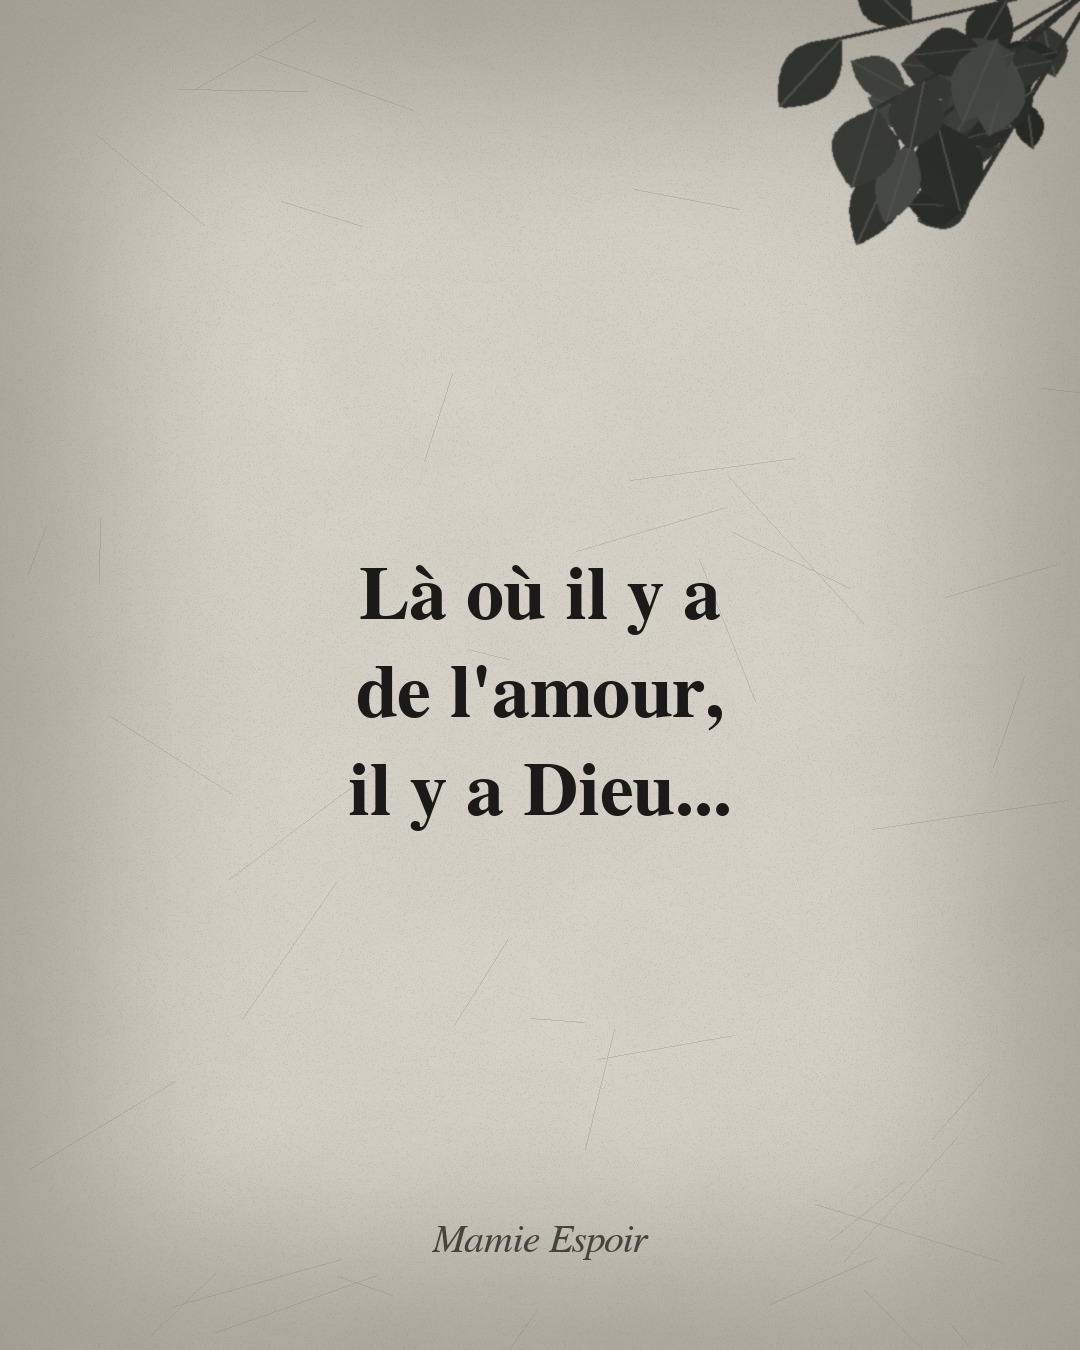 Là où il y a
de l'amour,
il y a Dieu...
Mamie Espoir